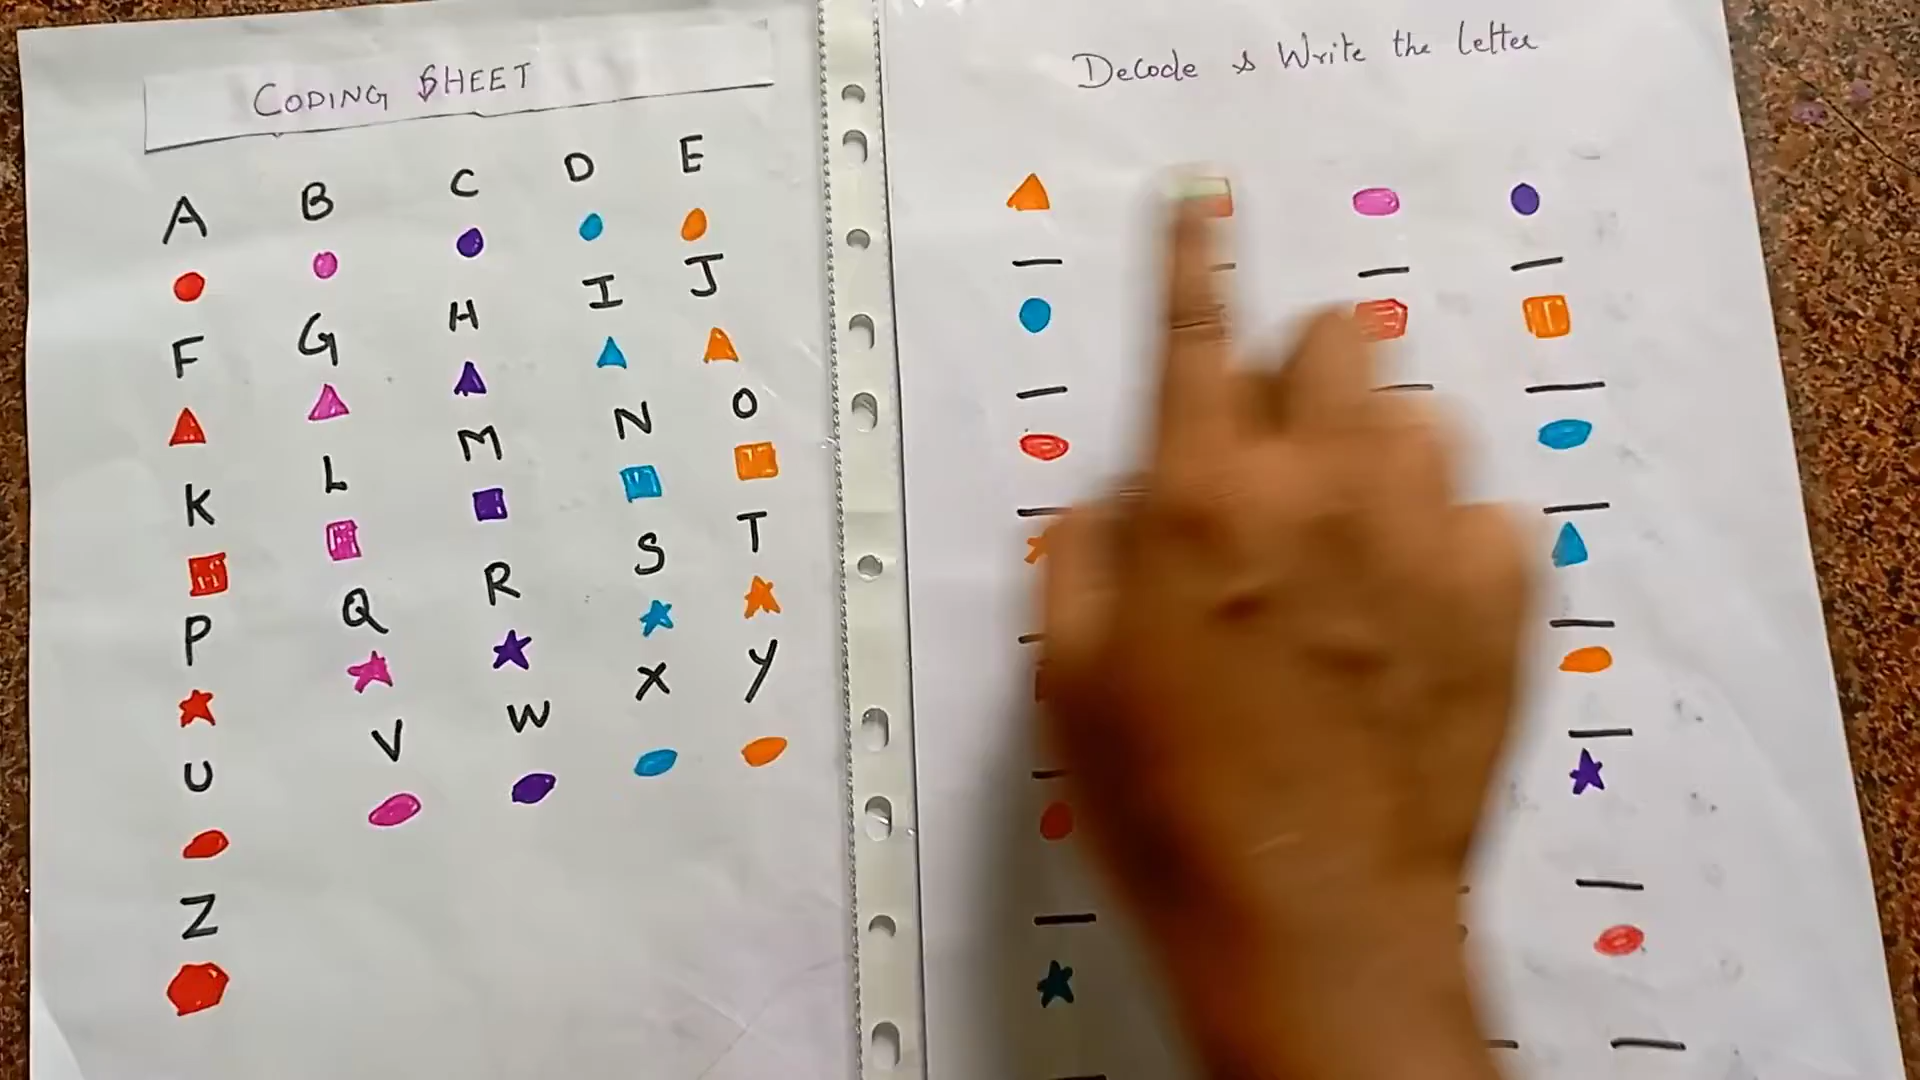 CODING SHEET
Decode & Write the letter
A B C D E
F G H I J
K L M N O
P Q R S T
U V W X Y
Z